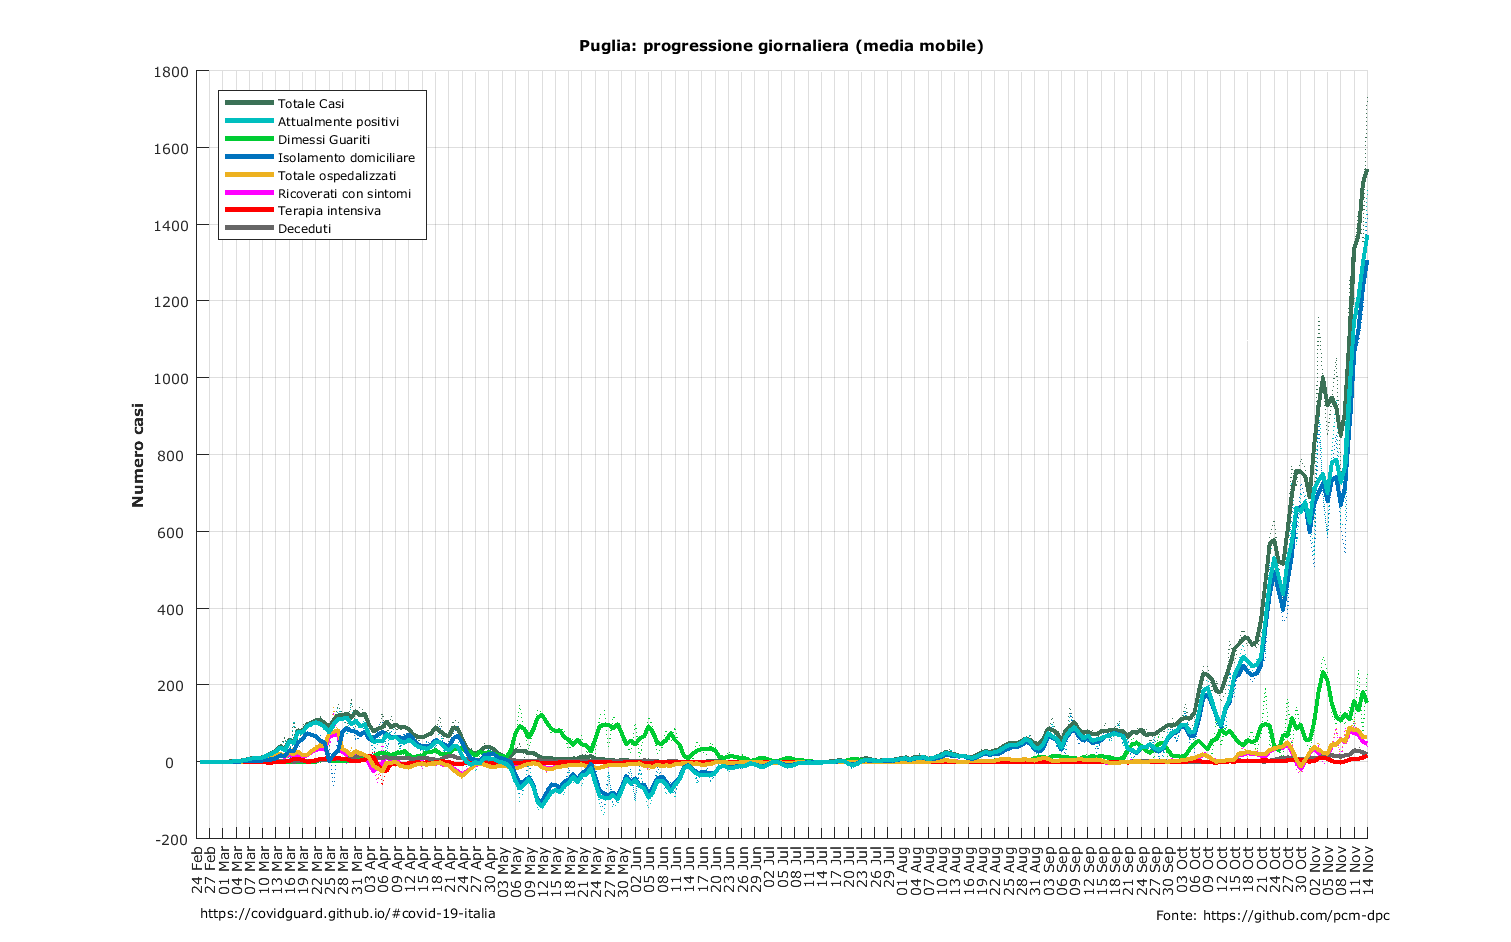 Puglia: progressione giornaliera (media mobile)
1800
1600
1400
1200
1000
800
600
400
200
0
-200
Numero casi
Totale Casi
Attualmente positivi
Dimessi Guariti
Isolamento domiciliare
Totale ospedalizzati
Ricoverati con sintomi
Terapia intensiva
Deceduti
24 Feb
27 Feb
01 Mar
04 Mar
07 Mar
10 Mar
13 Mar
16 Mar
19 Mar
22 Mar
25 Mar
28 Mar
31 Mar
03 Apr
06 Apr
09 Apr
12 Apr
15 Apr
18 Apr
21 Apr
24 Apr
27 Apr
30 Apr
03 May
06 May
09 May
12 May
15 May
18 May
21 May
24 May
27 May
30 May
02 Jun
05 Jun
08 Jun
11 Jun
14 Jun
17 Jun
20 Jun
23 Jun
26 Jun
29 Jun
02 Jul
05 Jul
08 Jul
11 Jul
14 Jul
17 Jul
20 Jul
23 Jul
26 Jul
29 Jul
01 Aug
04 Aug
07 Aug
10 Aug
13 Aug
16 Aug
19 Aug
22 Aug
25 Aug
28 Aug
31 Aug
03 Sep
06 Sep
09 Sep
12 Sep
15 Sep
18 Sep
21 Sep
24 Sep
27 Sep
30 Sep
03 Oct
06 Oct
09 Oct
12 Oct
15 Oct
18 Oct
21 Oct
24 Oct
27 Oct
30 Oct
02 Nov
05 Nov
08 Nov
11 Nov
14 Nov
https://covidguard.github.io/#covid-19-italia
Fonte: https://github.com/pcm-dpc